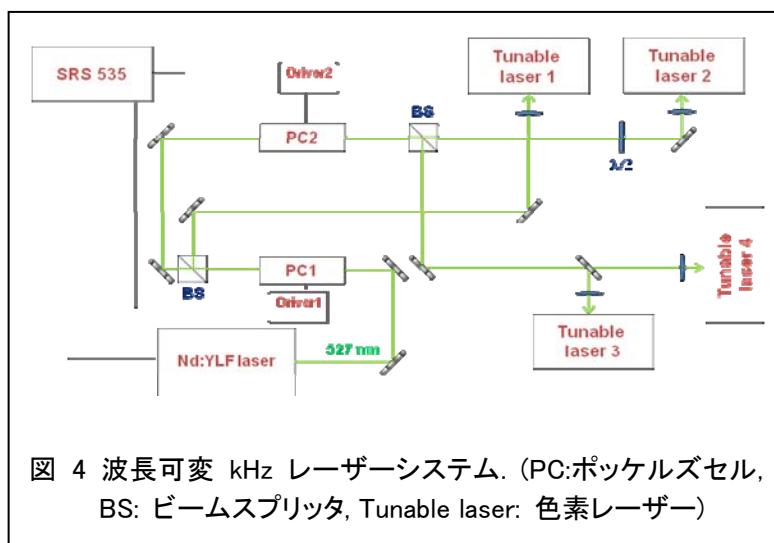 SRS 535
Driver2
Tunable
laser 1
Tunable
laser 2
BS
PC2
λ/2
PC1
BS
Driver1
Tunable
laser 4
527 nm
Nd:YLF laser
Tunable
laser 3
図 4 波長可変 kHz レーザーシステム. (PC:ポッケルズセル,
BS: ビームスプリッタ, Tunable laser: 色素レーザー)